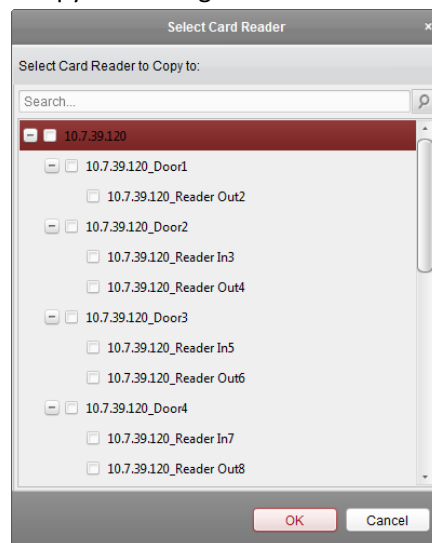 Select Card Reader ×
Select Card Reader to Copy to:
Search...
10.7.39.120
10.7.39.120_Door1
10.7.39.120_Reader Out2
10.7.39.120_Door2
10.7.39.120_Reader In3
10.7.39.120_Reader Out4
10.7.39.120_Door3
10.7.39.120_Reader In5
10.7.39.120_Reader Out6
10.7.39.120_Door4
10.7.39.120_Reader In7
10.7.39.120_Reader Out8
OK Cancel